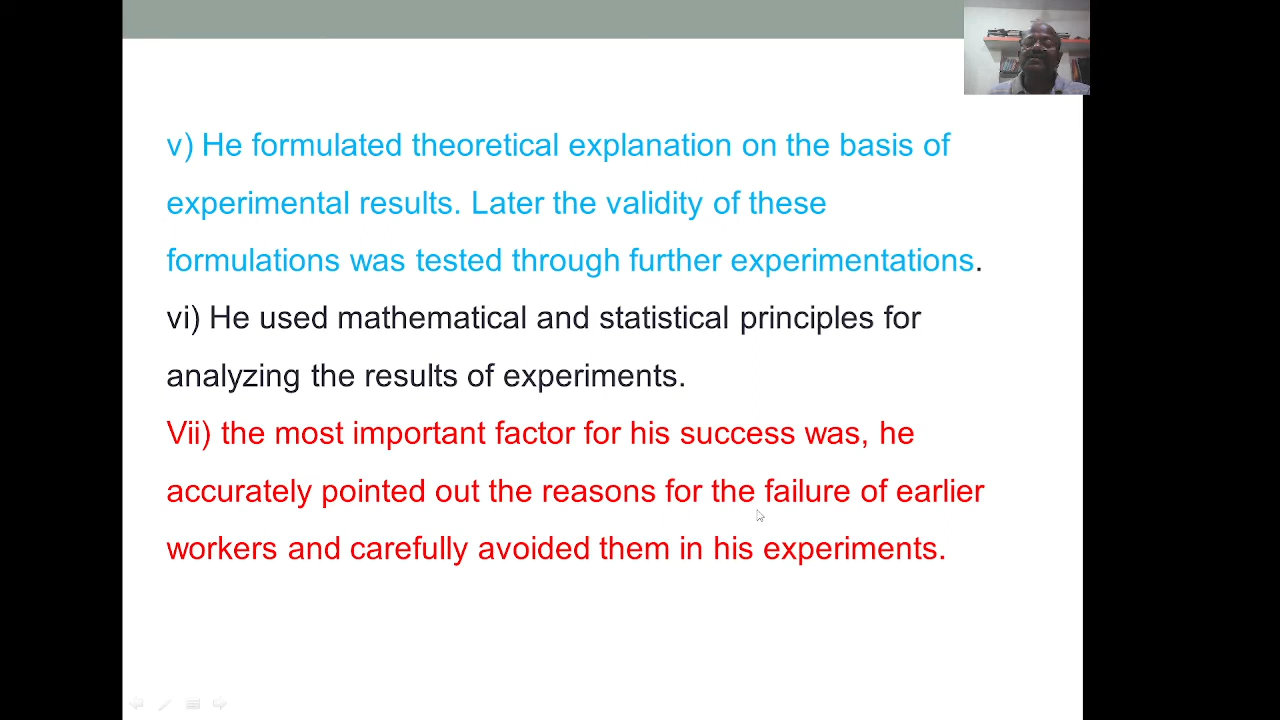 v) He formulated theoretical explanation on the basis of
experimental results. Later the validity of these
formulations was tested through further experimentations.
vi) He used mathematical and statistical principles for
analyzing the results of experiments.
Vii) the most important factor for his success was, he
accurately pointed out the reasons for the failure of earlier
workers and carefully avoided them in his experiments.